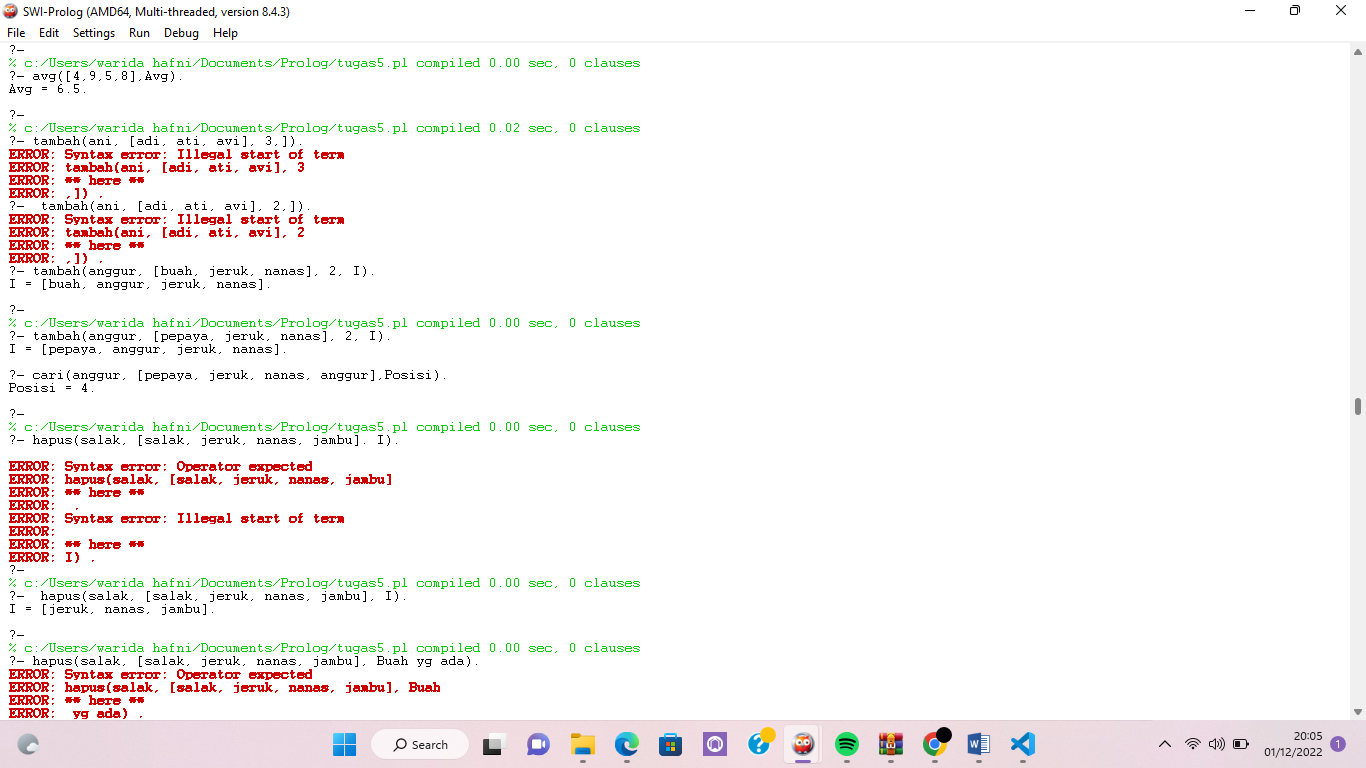 SWI-Prolog (AMD64, Multi-threaded, version 8.4.3)
File Edit Settings Run Debug Help
?-
% c:/Users/warida hafni/Documents/Prolog/tugas5.pl compiled 0.00 sec, 0 clauses
?- avg([4,9,5,8],Avg).
Avg = 6.5.
?-
% c:/Users/warida hafni/Documents/Prolog/tugas5.pl compiled 0.02 sec, 0 clauses
?- tambah(ani, [adi, ati, avi], 3,]).
ERROR: Syntax error: Illegal start of term
ERROR: tambah(ani, [adi, ati, avi], 3
ERROR: ** here **
ERROR: ,]) .
?-  tambah(ani, [adi, ati, avi], 2,]).
ERROR: Syntax error: Illegal start of term
ERROR: tambah(ani, [adi, ati, avi], 2
ERROR: ** here **
ERROR: ,]) .
?- tambah(anggur, [buah, jeruk, nanas], 2, I).
I = [buah, anggur, jeruk, nanas].
?-
% c:/Users/warida hafni/Documents/Prolog/tugas5.pl compiled 0.00 sec, 0 clauses
?- tambah(anggur, [pepaya, jeruk, nanas], 2, I).
I = [pepaya, anggur, jeruk, nanas].
?- cari(anggur, [pepaya, jeruk, nanas, anggur],Posisi).
Posisi = 4.
?-
% c:/Users/warida hafni/Documents/Prolog/tugas5.pl compiled 0.00 sec, 0 clauses
?- hapus(salak, [salak, jeruk, nanas, jambu]. I).
ERROR: Syntax error: Operator expected
ERROR: hapus(salak, [salak, jeruk, nanas, jambu]
ERROR: ** here **
ERROR:  .
ERROR: Syntax error: Illegal start of term
ERROR:
ERROR: ** here **
ERROR: I) .
?-
% c:/Users/warida hafni/Documents/Prolog/tugas5.pl compiled 0.00 sec, 0 clauses
?-  hapus(salak, [salak, jeruk, nanas, jambu], I).
I = [jeruk, nanas, jambu].
?-
% c:/Users/warida hafni/Documents/Prolog/tugas5.pl compiled 0.00 sec, 0 clauses
?- hapus(salak, [salak, jeruk, nanas, jambu], Buah yg ada).
ERROR: Syntax error: Operator expected
ERROR: hapus(salak, [salak, jeruk, nanas, jambu], Buah
ERROR: ** here **
ERROR:  yg ada) .
Search
20:05
01/12/2022
1